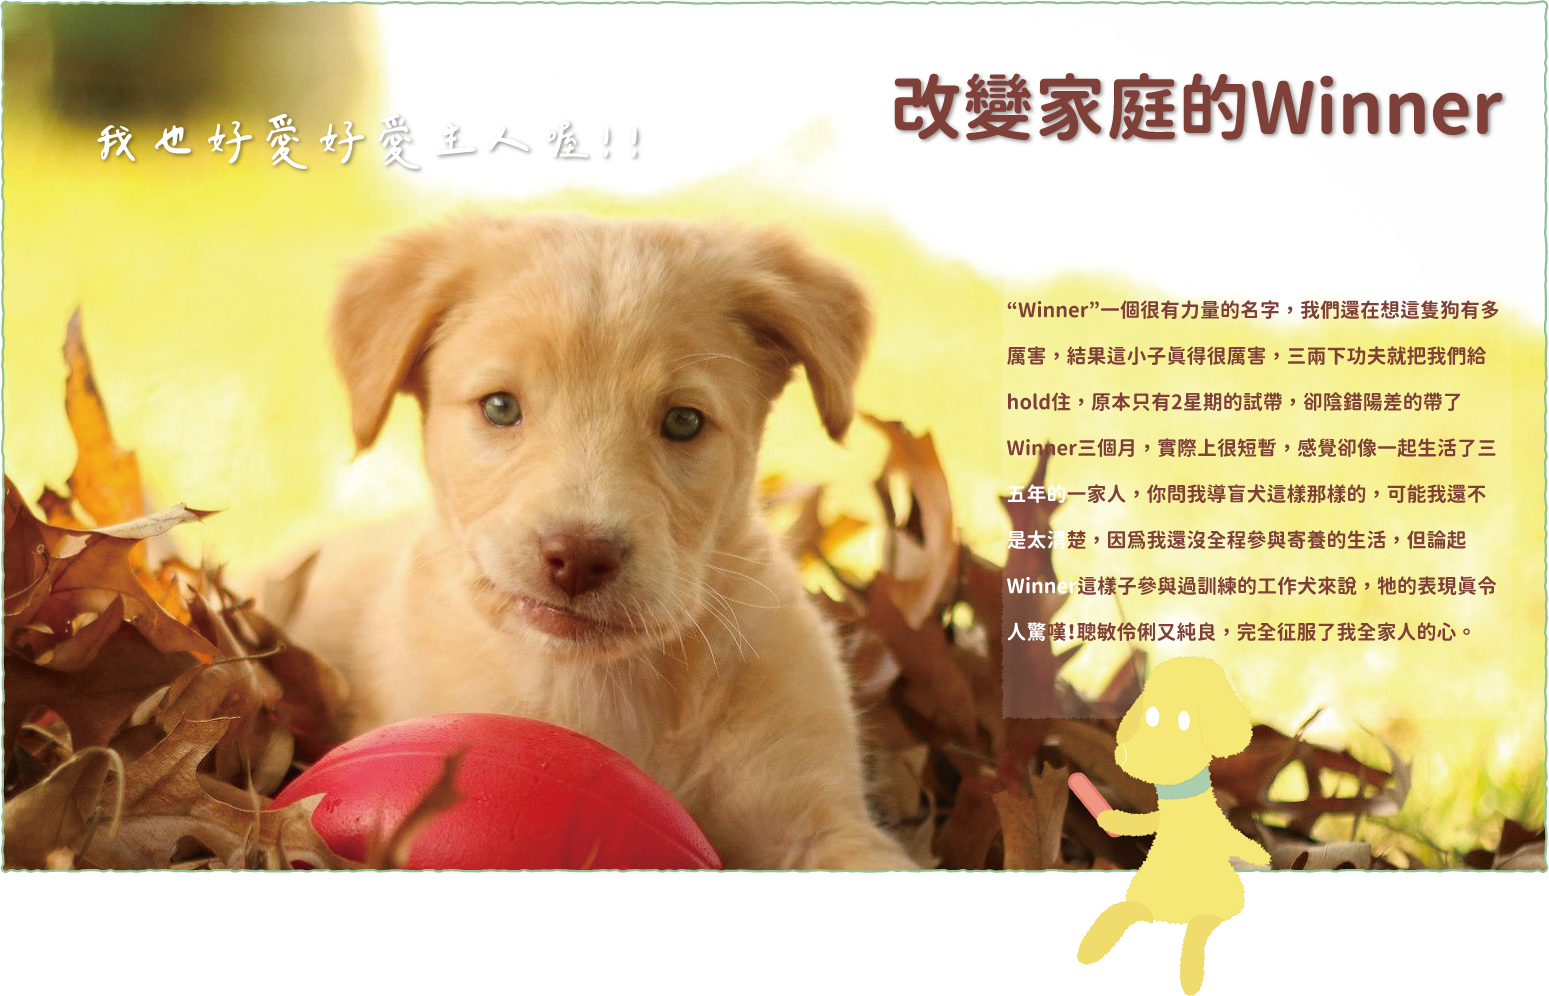 改變家庭的Winner
我也好愛好愛主人喔!!
“Winner”一個很有力量的名字，我們還在想這隻狗有多
厲害，結果這小子真得很厲害，三兩下功夫就把我們給
hold住，原本只有2星期的試帶，卻陰錯陽差的帶了
Winner三個月，實際上很短暫，感覺卻像一起生活了三
五年的一家人，你問我導盲犬這樣那樣的，可能我還不
是太清楚，因為我還沒全程參與寄養的生活，但論起
Winner這樣子參與過訓練的工作犬來說，牠的表現真令
人驚嘆!聰敏伶俐又純良，完全征服了我全家人的心。